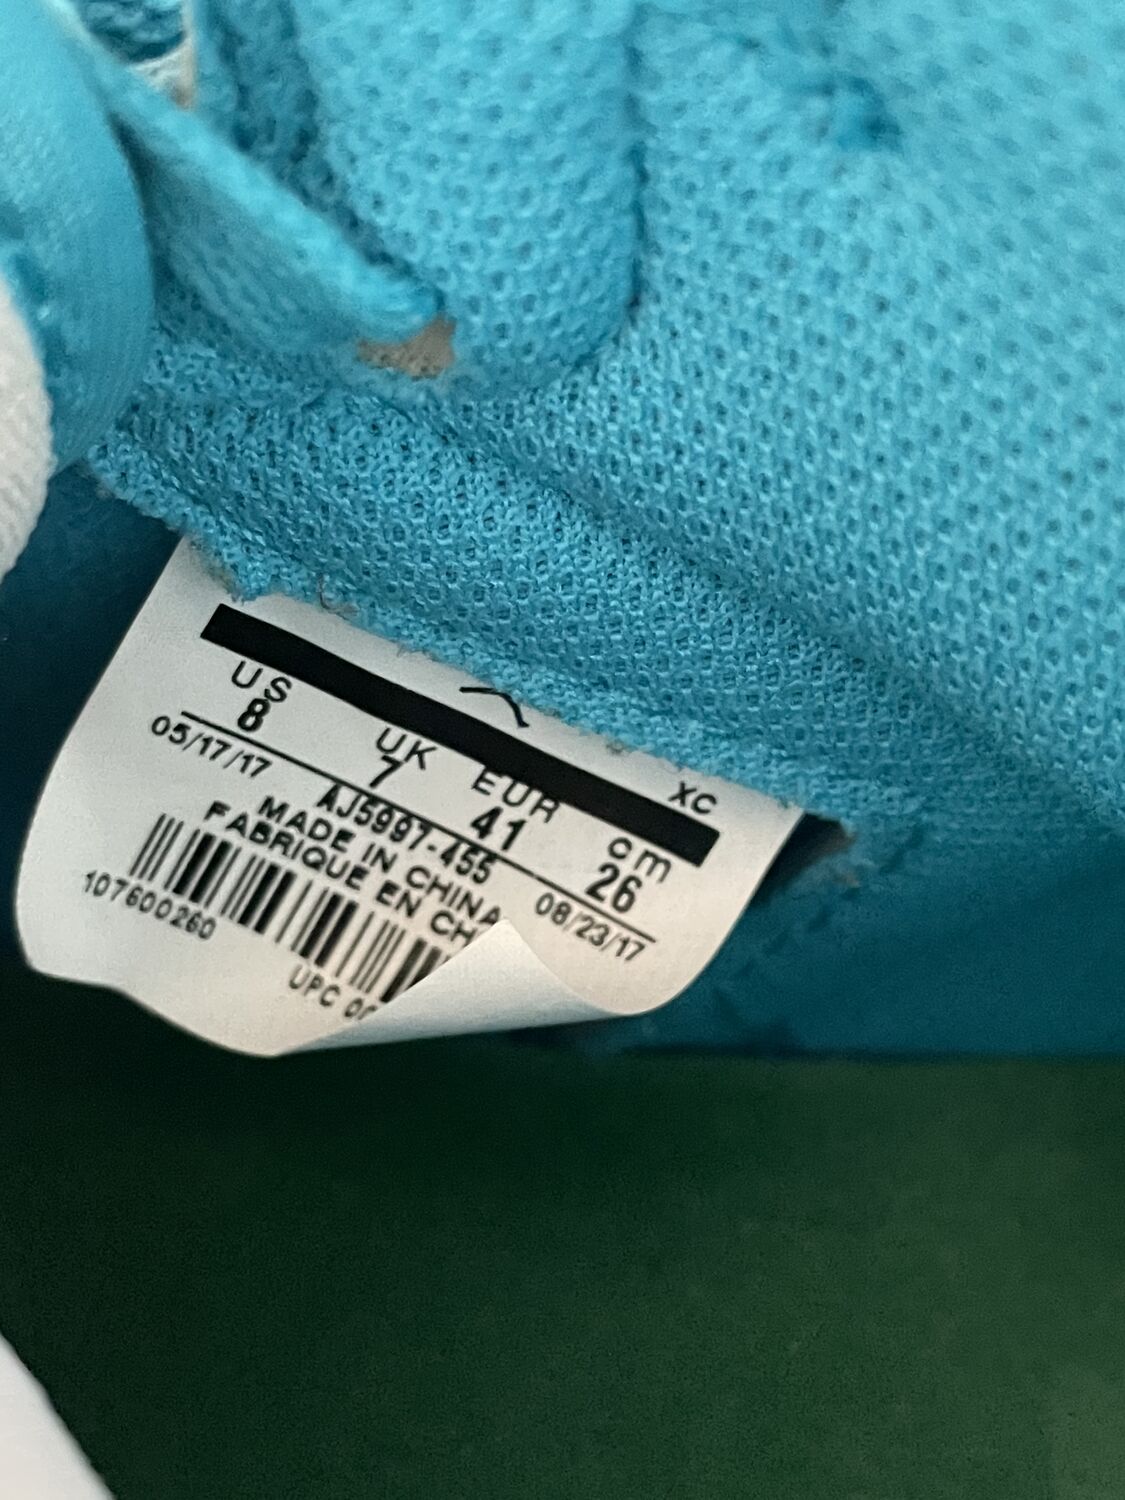 XC
US UK EUR cm
8 7 41 26
05/17/17 AJ5997-455 08/23/17
MADE IN CHINA
FABRIQUE EN CH
107600260
UPC 00